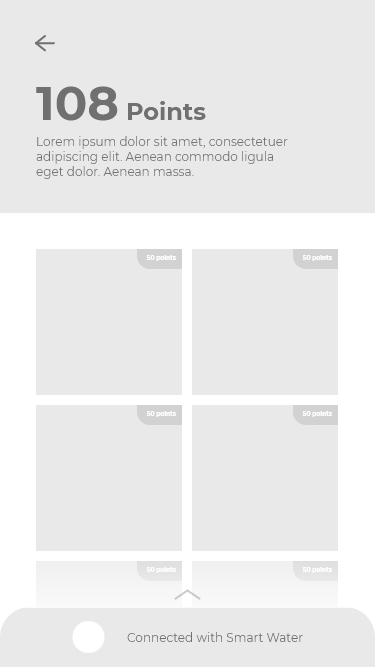 108 Points
Lorem ipsum dolor sit amet, consectetuer
adipiscing elit. Aenean commodo ligula
eget dolor. Aenean massa.
50 points
50 points
50 points
50 points
50 points
50 points
Connected with Smart Water